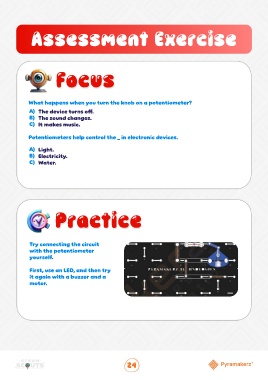 Assessment Exercise
Focus
What happens when you turn the knob on a potentiometer?
A) The device turns off.
B) The sound changes.
C) It makes music.
Potentiometers help control the _ in electronic devices.
A) Light.
B) Electricity.
C) Water.
Practice
Try connecting the circuit
with the potentiometer
yourself.
First, use an LED, and then try
it again with a buzzer and a
motor.
24
Pyramakerz